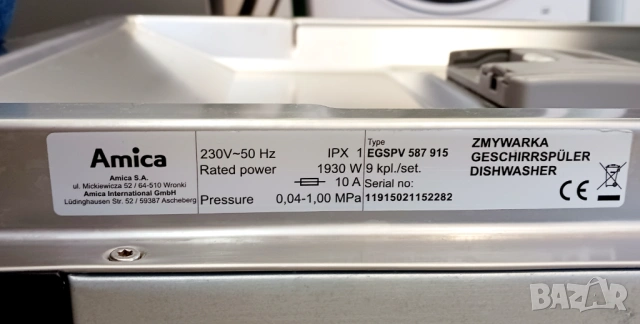 Amica
Amica S.A.
ul. Mickiewicza 52 / 64-510 Wronki
Amica International GmbH
Lüdinghausen Str. 52 / 59387 Ascheberg
230V~50 Hz IPX 1
Rated power 1930 W
10 A
Pressure 0,04-1,00 MPa
Type
EGSPV 587 915
9 kpl./set.
Serial no:
11915021152282
ZMYWARKA
GESCHIRRSPÜLER
DISHWASHER
CE
BAZAR